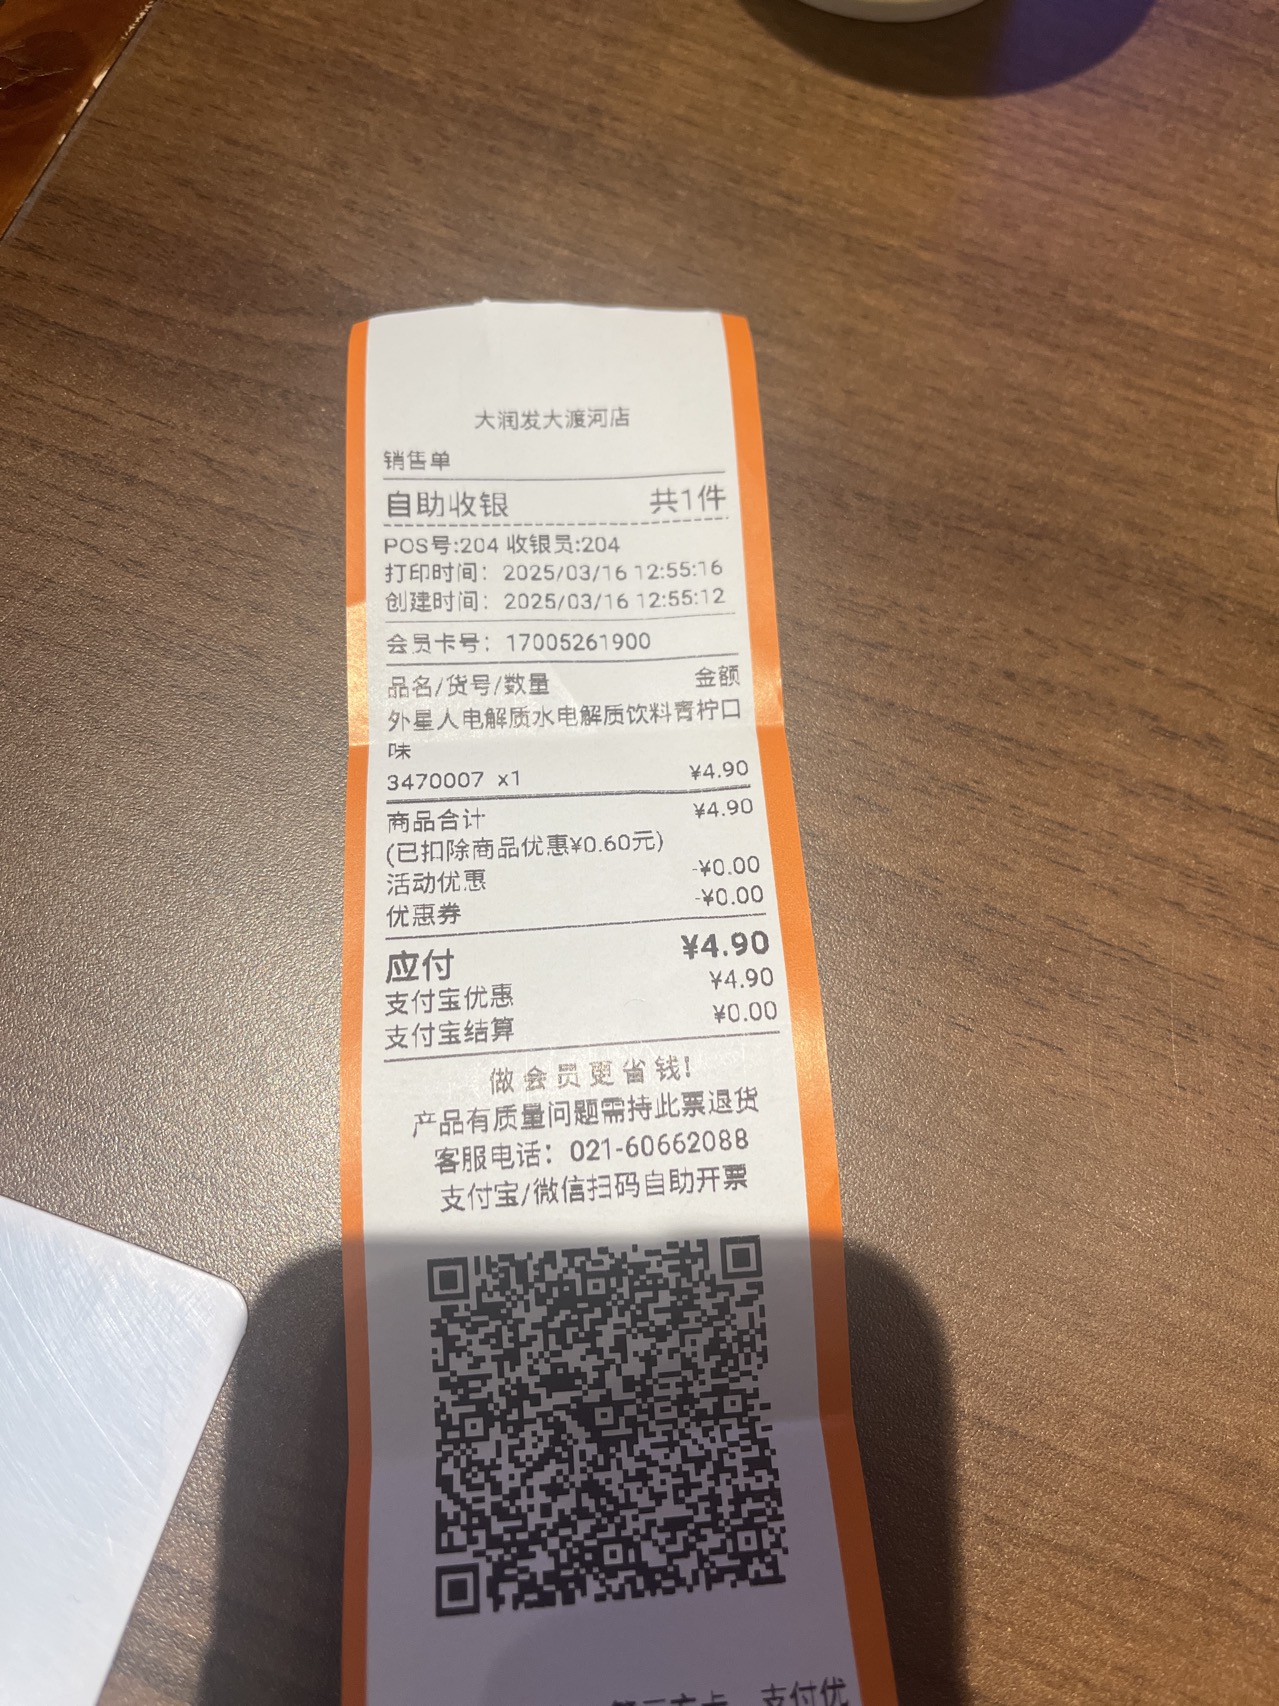 大润发大渡河店
销售单
自助收银 共1件
POS号:204 收银员:204
打印时间: 2025/03/16 12:55:16
创建时间: 2025/03/16 12:55:12
会员卡号: 17005261900
品名/货号/数量 金额
外星人电解质水电解质饮料青柠口
味
3470007 x1 ¥4.90
商品合计 ¥4.90
(已扣除商品优惠¥0.60元)
活动优惠 -¥0.00
优惠券 -¥0.00
应付 ¥4.90
支付宝优惠 ¥4.90
支付宝结算 ¥0.00
做会员更省钱!
产品有质量问题需持此票退货
客服电话: 021-60662088
支付宝/微信扫码自助开票
支付优